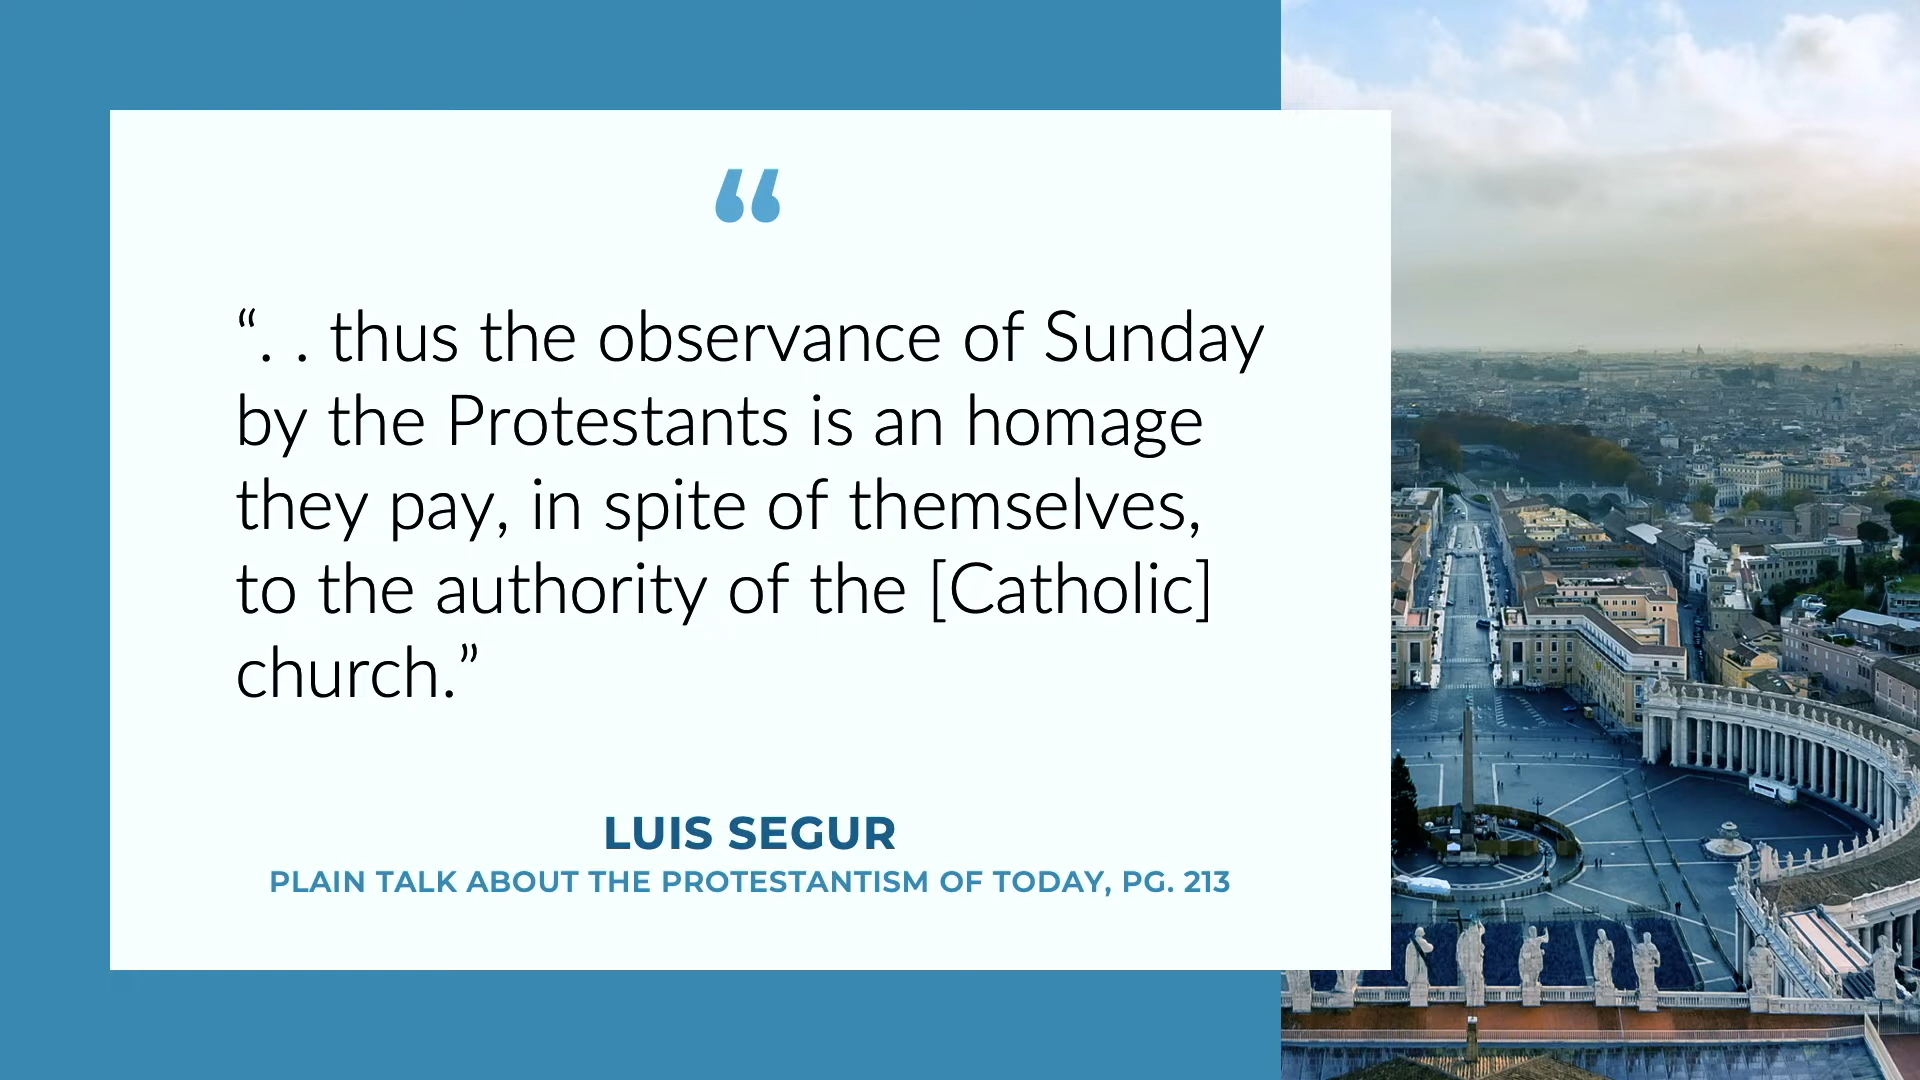 “
“. . thus the observance of Sunday
by the Protestants is an homage
they pay, in spite of themselves,
to the authority of the [Catholic]
church.”
LUIS SEGUR
PLAIN TALK ABOUT THE PROTESTANTISM OF TODAY, PG. 213